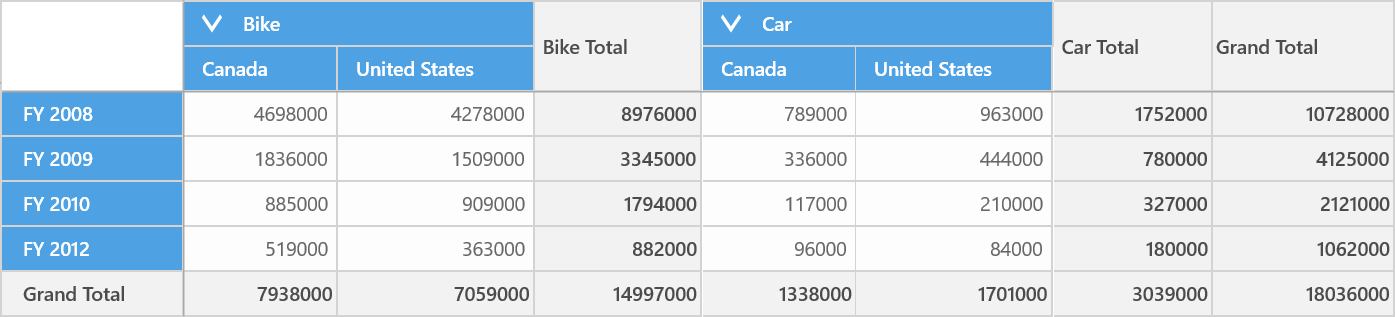 Bike Bike Total Car Car Total Grand Total
Canada United States Canada United States
FY 2008 4698000 4278000 8976000 789000 963000 1752000 10728000
FY 2009 1836000 1509000 3345000 336000 444000 780000 4125000
FY 2010 885000 909000 1794000 117000 210000 327000 2121000
FY 2012 519000 363000 882000 96000 84000 180000 1062000
Grand Total 7938000 7059000 14997000 1338000 1701000 3039000 18036000